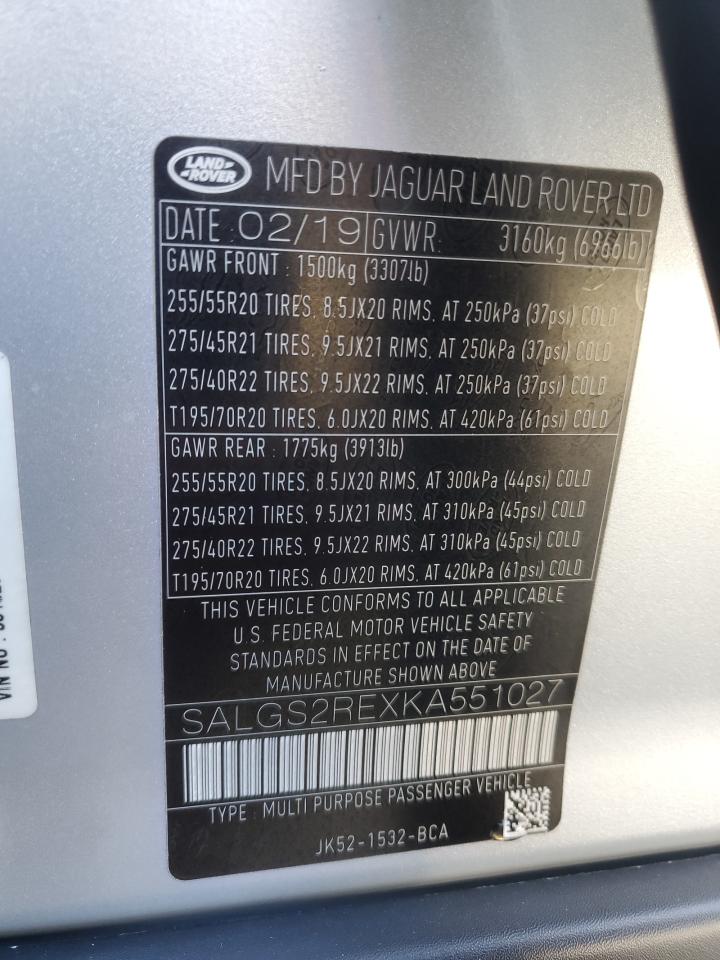 LAND ROVER
MFD BY JAGUAR LAND ROVER LTD
DATE : 02/19 GVWR: 3160kg (6966lb)
GAWR FRONT : 1500kg (3307lb)
255/55R20 TIRES, 8.5JX20 RIMS, AT 250kPa (37psi) COLD
275/45R21 TIRES, 9.5JX21 RIMS, AT 250kPa (37psi) COLD
275/40R22 TIRES, 9.5JX22 RIMS, AT 250kPa (37psi) COLD
T195/70R20 TIRES, 6.0JX20 RIMS, AT 420kPa (61psi) COLD
GAWR REAR : 1775kg (3913lb)
255/55R20 TIRES, 8.5JX20 RIMS, AT 300kPa (44psi) COLD
275/45R21 TIRES, 9.5JX21 RIMS, AT 310kPa (45psi) COLD
275/40R22 TIRES, 9.5JX22 RIMS, AT 310kPa (45psi) COLD
T195/70R20 TIRES, 6.0JX20 RIMS, AT 420kPa (61psi) COLD
THIS VEHICLE CONFORMS TO ALL APPLICABLE
U.S. FEDERAL MOTOR VEHICLE SAFETY
STANDARDS IN EFFECT ON THE DATE OF
MANUFACTURE SHOWN ABOVE
SALGS2REXKA551027
TYPE : MULTI PURPOSE PASSENGER VEHICLE
JK52-1532-BCA
VIN NO :